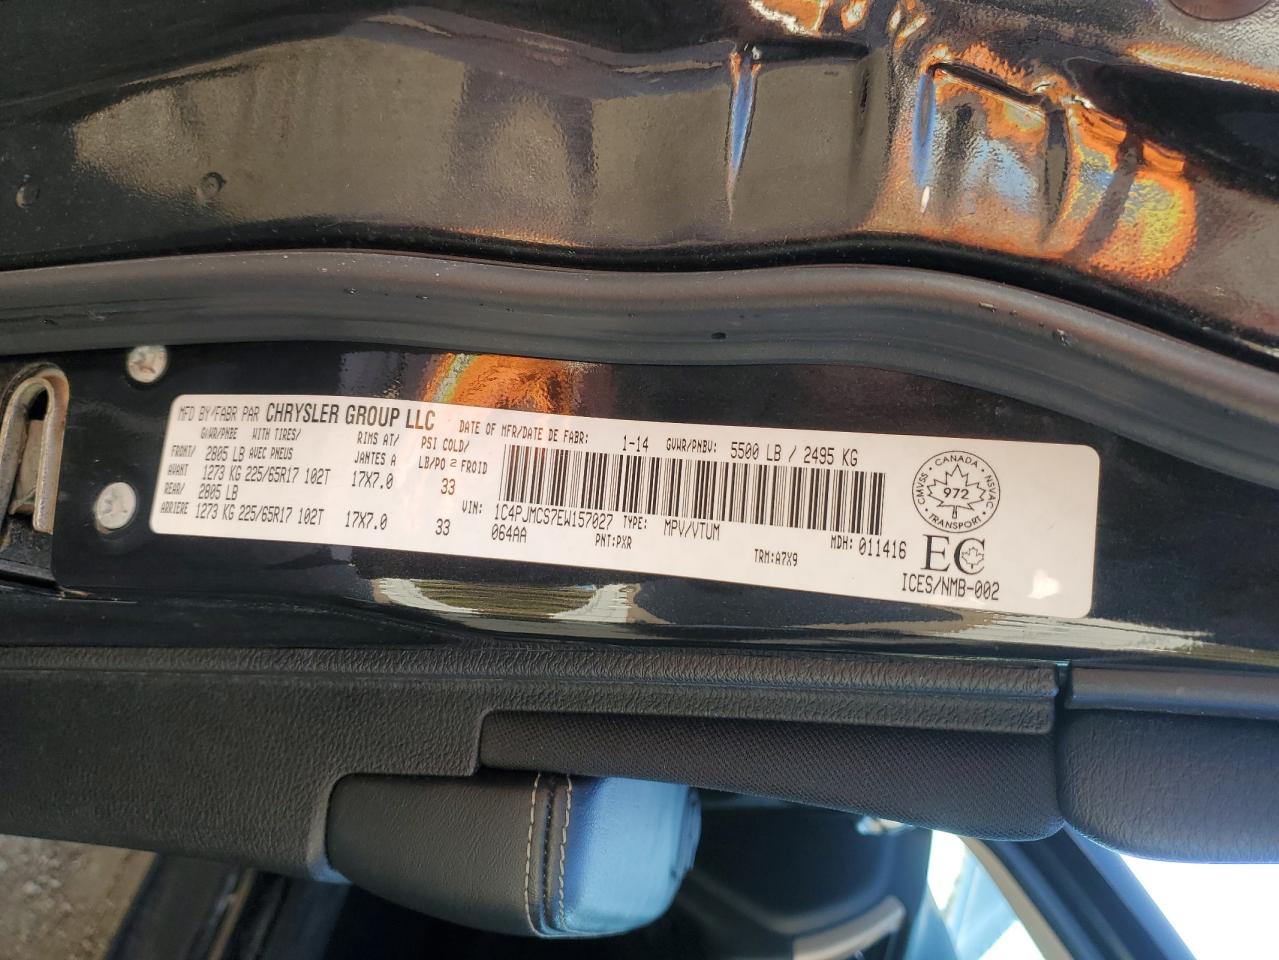 MFD BY/FABR PAR CHRYSLER GROUP LLC DATE OF MFR/DATE DE FABR: 1-14 GVWR/PNBV: 5500 LB / 2495 KG
GVWR/PNBE WITH TIRES/ RIMS AT/ PSI COLD/
FRONT/ 2805 LB AVEC PNEUS JANTES A LB/PO2 FROID
AVANT 1273 KG 225/65R17 102T 17X7.0 33
REAR/ 2805 LB
ARRIERE 1273 KG 225/65R17 102T 17X7.0 33
VIN: 1C4PJMCS7EW157027 TYPE: MPV/VTUM MDH: 011416
064AA PNT:PXR TRM:A7X9
CANADA
CMVSS NSVAC
972
TRANSPORT
EC
ICES/NMB-002